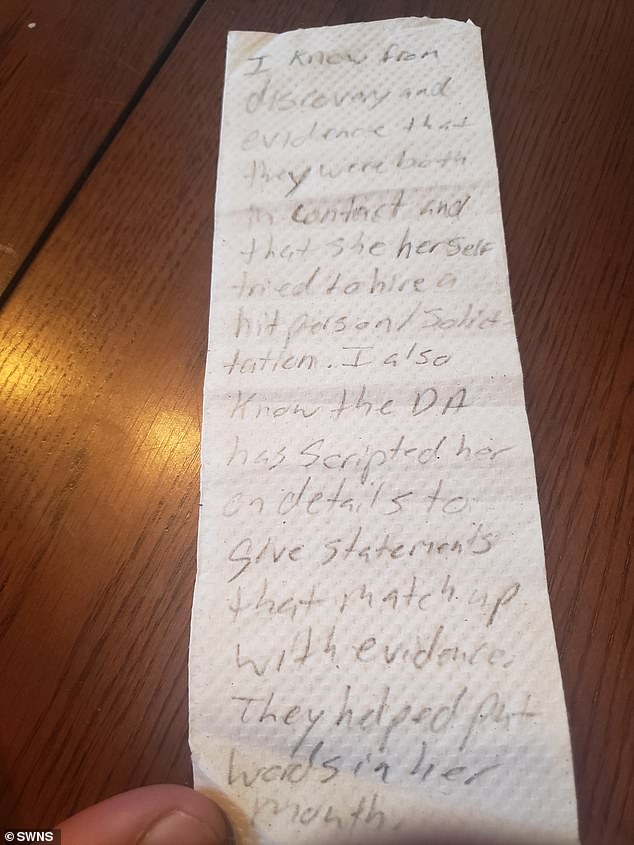 I know from
discovery and
evidence that
they were both
in contact and
that she herself
tried to hire a
hit person/Solici-
tation. I also
know the DA
has Scripted her
on details to
give statements
that match up
with evidence.
They helped put
words in her
mouth.
© SWNS